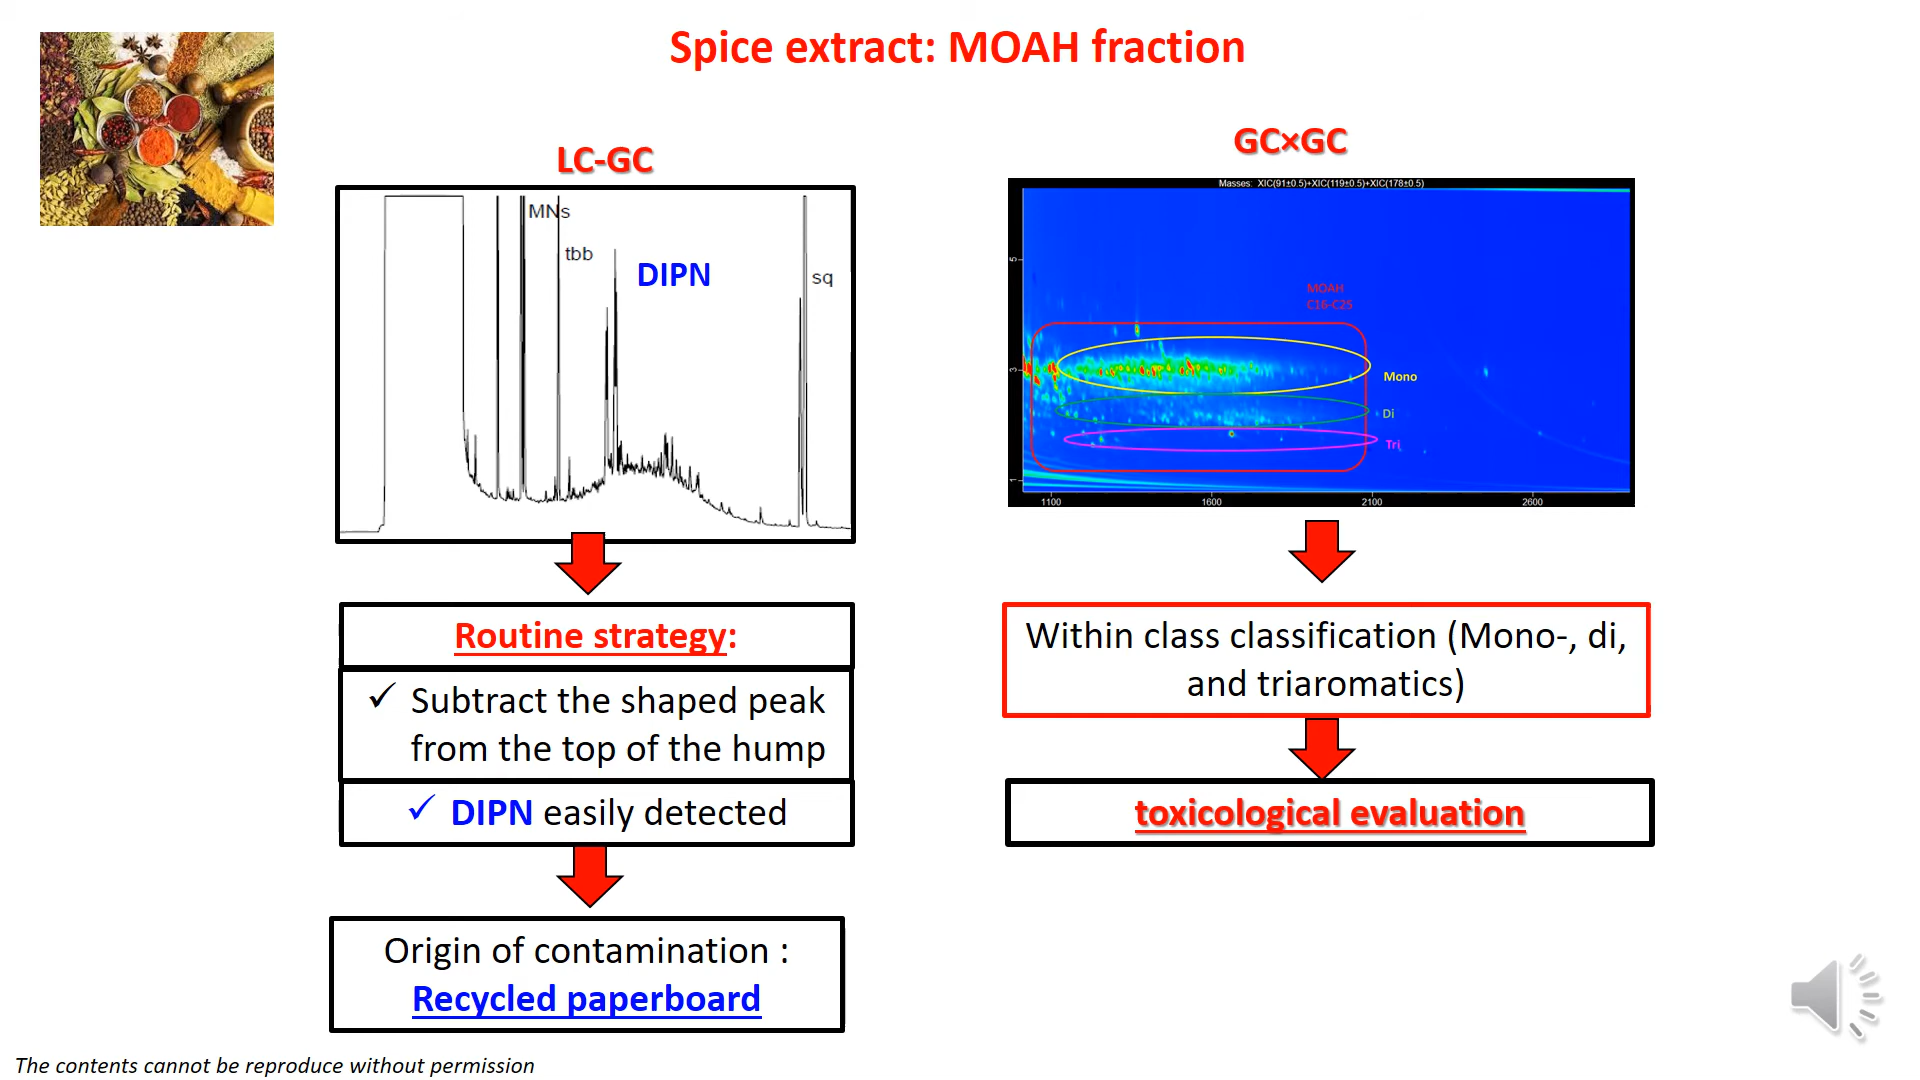 Spice extract: MOAH fraction
LC-GC
MNs
tbb
DIPN
sq
Routine strategy:
✓ Subtract the shaped peak
from the top of the hump
✓ DIPN easily detected
Origin of contamination :
Recycled paperboard
GC×GC
Masses: XIC(91±0.5)+XIC(119±0.5)+XIC(178±0.5)
5
3
1
MOAH
C16-C25
Mono
Di
Tri
1100 1600 2100 2600
Within class classification (Mono-, di,
and triaromatics)
toxicological evaluation
The contents cannot be reproduce without permission